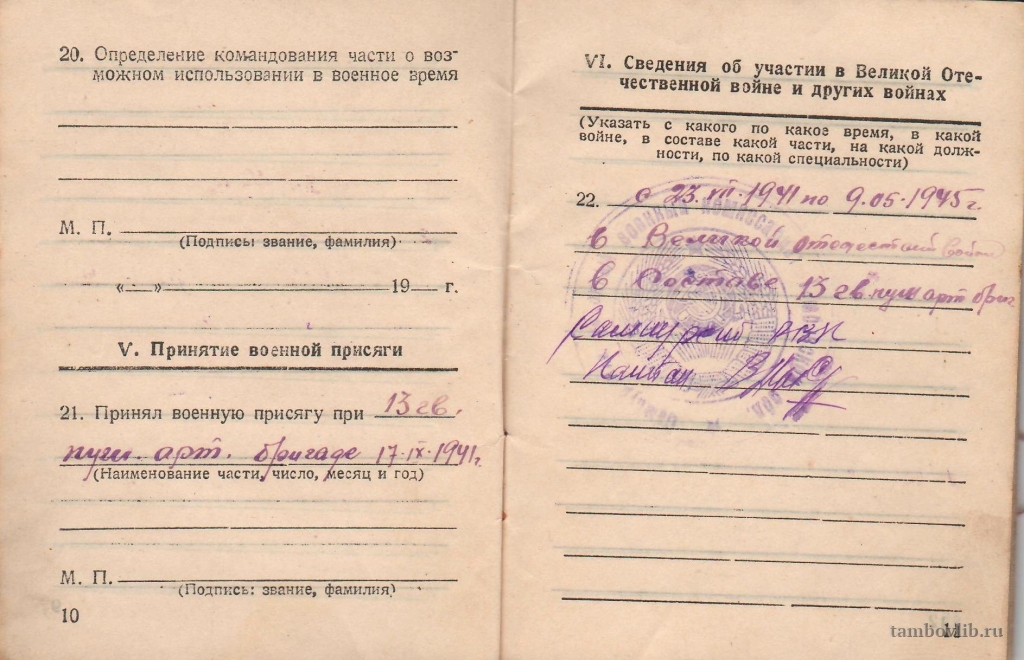 20. Определение командования части о воз-
можном использовании в военное время
М. П.
(Подписы звание, фамилия)
«—» 19— г.
V. Принятие военной присяги
21. Принял военную присягу при 13 гв.
пуш. арт. бригаде 17-IX-1941г.
(Наименование части, число, месяц и год)
М. П.
(Подпись: звание, фамилия)
10
VI. Сведения об участии в Великой Оте-
чественной войне и других войнах
(Указать с какого по какое время, в какой
войне, в составе какой части, на какой долж-
ности, по какой специальности)
22. с 23.VII-1941 по 9.05-1945 г.
в Великой отечествен войне
в составе 13 гв. пуш арт бриг
РВК
11
tambovlib.ru